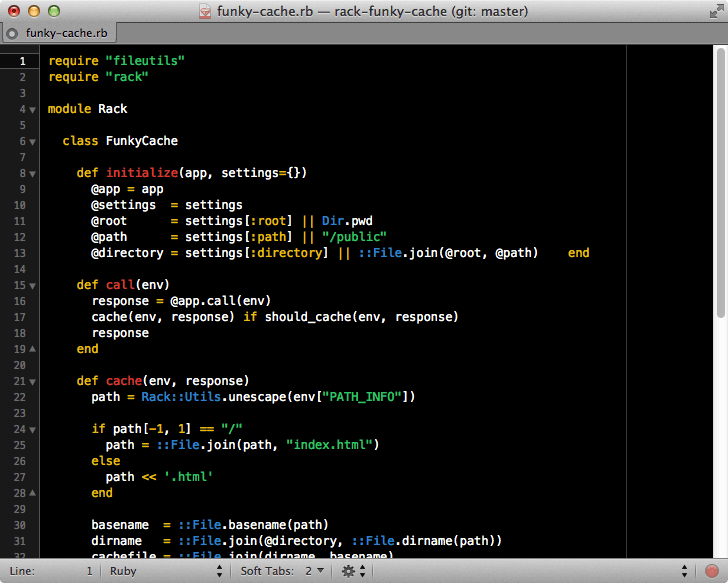 funky-cache.rb — rack-funky-cache (git: master)
funky-cache.rb
1 require "fileutils"
2 require "rack"
3
4 module Rack
5
6   class FunkyCache
7
8     def initialize(app, settings={})
9       @app = app
10       @settings  = settings
11       @root      = settings[:root] || Dir.pwd
12       @path      = settings[:path] || "/public"
13       @directory = settings[:directory] || ::File.join(@root, @path)    end
14
15     def call(env)
16       response = @app.call(env)
17       cache(env, response) if should_cache(env, response)
18       response
19     end
20
21     def cache(env, response)
22       path = Rack::Utils.unescape(env["PATH_INFO"])
23
24       if path[-1, 1] == "/"
25         path = ::File.join(path, "index.html")
26       else
27         path << '.html'
28       end
29
30       basename  = ::File.basename(path)
31       dirname   = ::File.join(@directory, ::File.dirname(path))
32       cachefile = ::File.join(dirname, basename)
Line: 1 Ruby Soft Tabs: 2